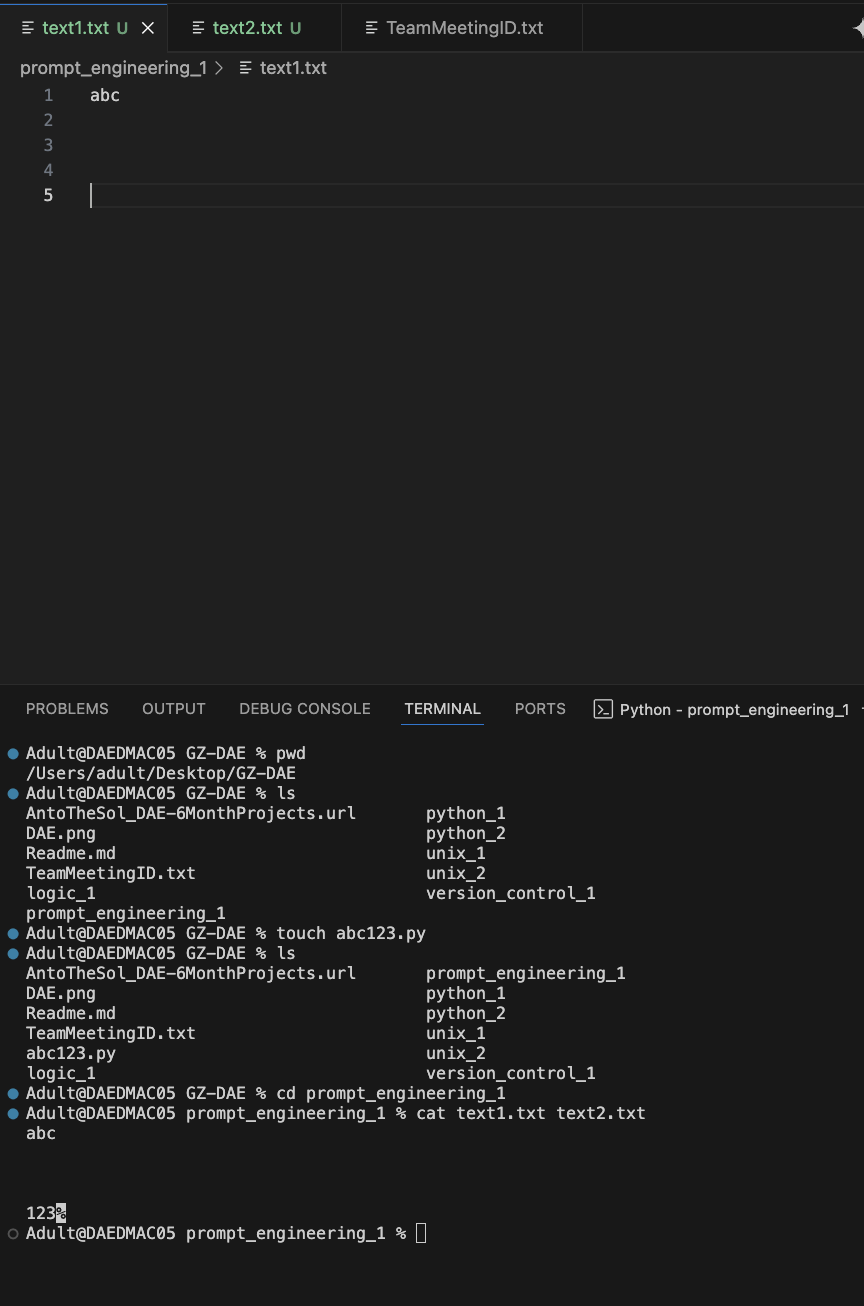 text1.txt U text2.txt U TeamMeetingID.txt
prompt_engineering_1 > text1.txt
1 abc
2
3
4
5
PROBLEMS OUTPUT DEBUG CONSOLE TERMINAL PORTS Python - prompt_engineering_1
Adult@DAEDMAC05 GZ-DAE % pwd
/Users/adult/Desktop/GZ-DAE
Adult@DAEDMAC05 GZ-DAE % ls
AntoTheSol_DAE-6MonthProjects.url python_1
DAE.png python_2
Readme.md unix_1
TeamMeetingID.txt unix_2
logic_1 version_control_1
prompt_engineering_1
Adult@DAEDMAC05 GZ-DAE % touch abc123.py
Adult@DAEDMAC05 GZ-DAE % ls
AntoTheSol_DAE-6MonthProjects.url prompt_engineering_1
DAE.png python_1
Readme.md python_2
TeamMeetingID.txt unix_1
abc123.py unix_2
logic_1 version_control_1
Adult@DAEDMAC05 GZ-DAE % cd prompt_engineering_1
Adult@DAEDMAC05 prompt_engineering_1 % cat text1.txt text2.txt
abc
123%
Adult@DAEDMAC05 prompt_engineering_1 %